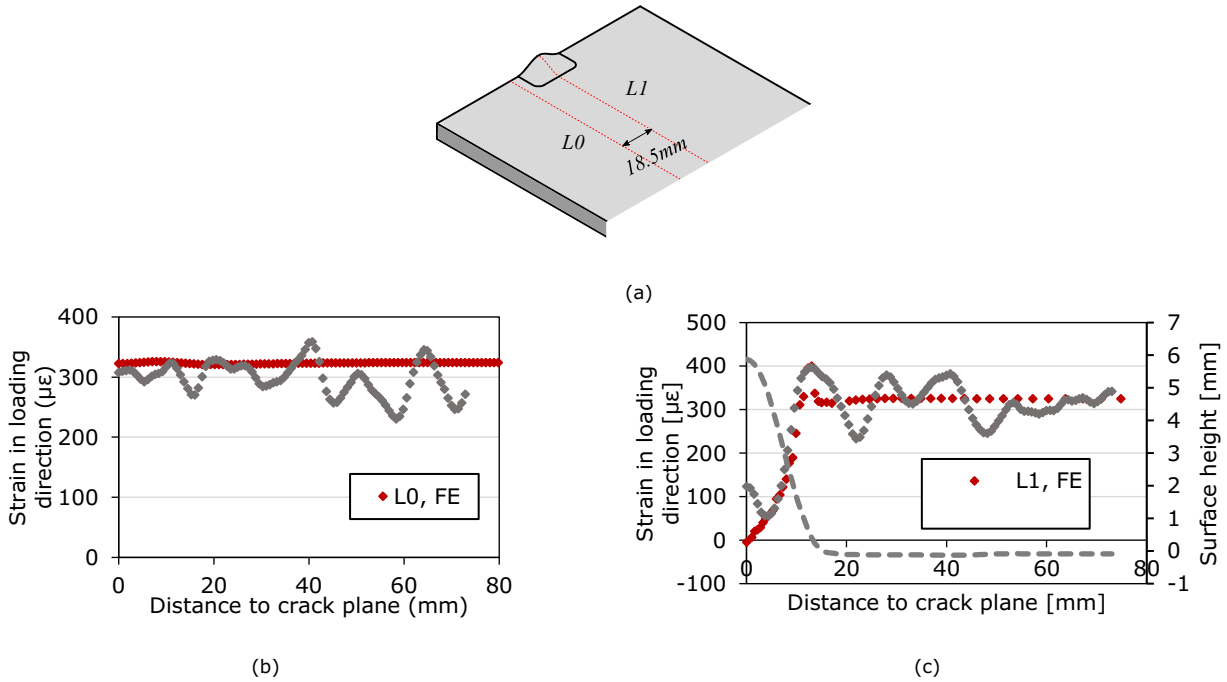 L1
L0
18.5mm
(a)
Strain in loading
direction (µε)
400
300
200
100
0
L0, FE
0
20
40
60
80
Distance to crack plane (mm)
(b)
Strain in loading
direction [µε]
500
400
300
200
100
0
-100
L1, FE
0
20
40
60
80
Distance to crack plane [mm]
7
6
5
4
3
2
1
0
-1
Surface height [mm]
(c)